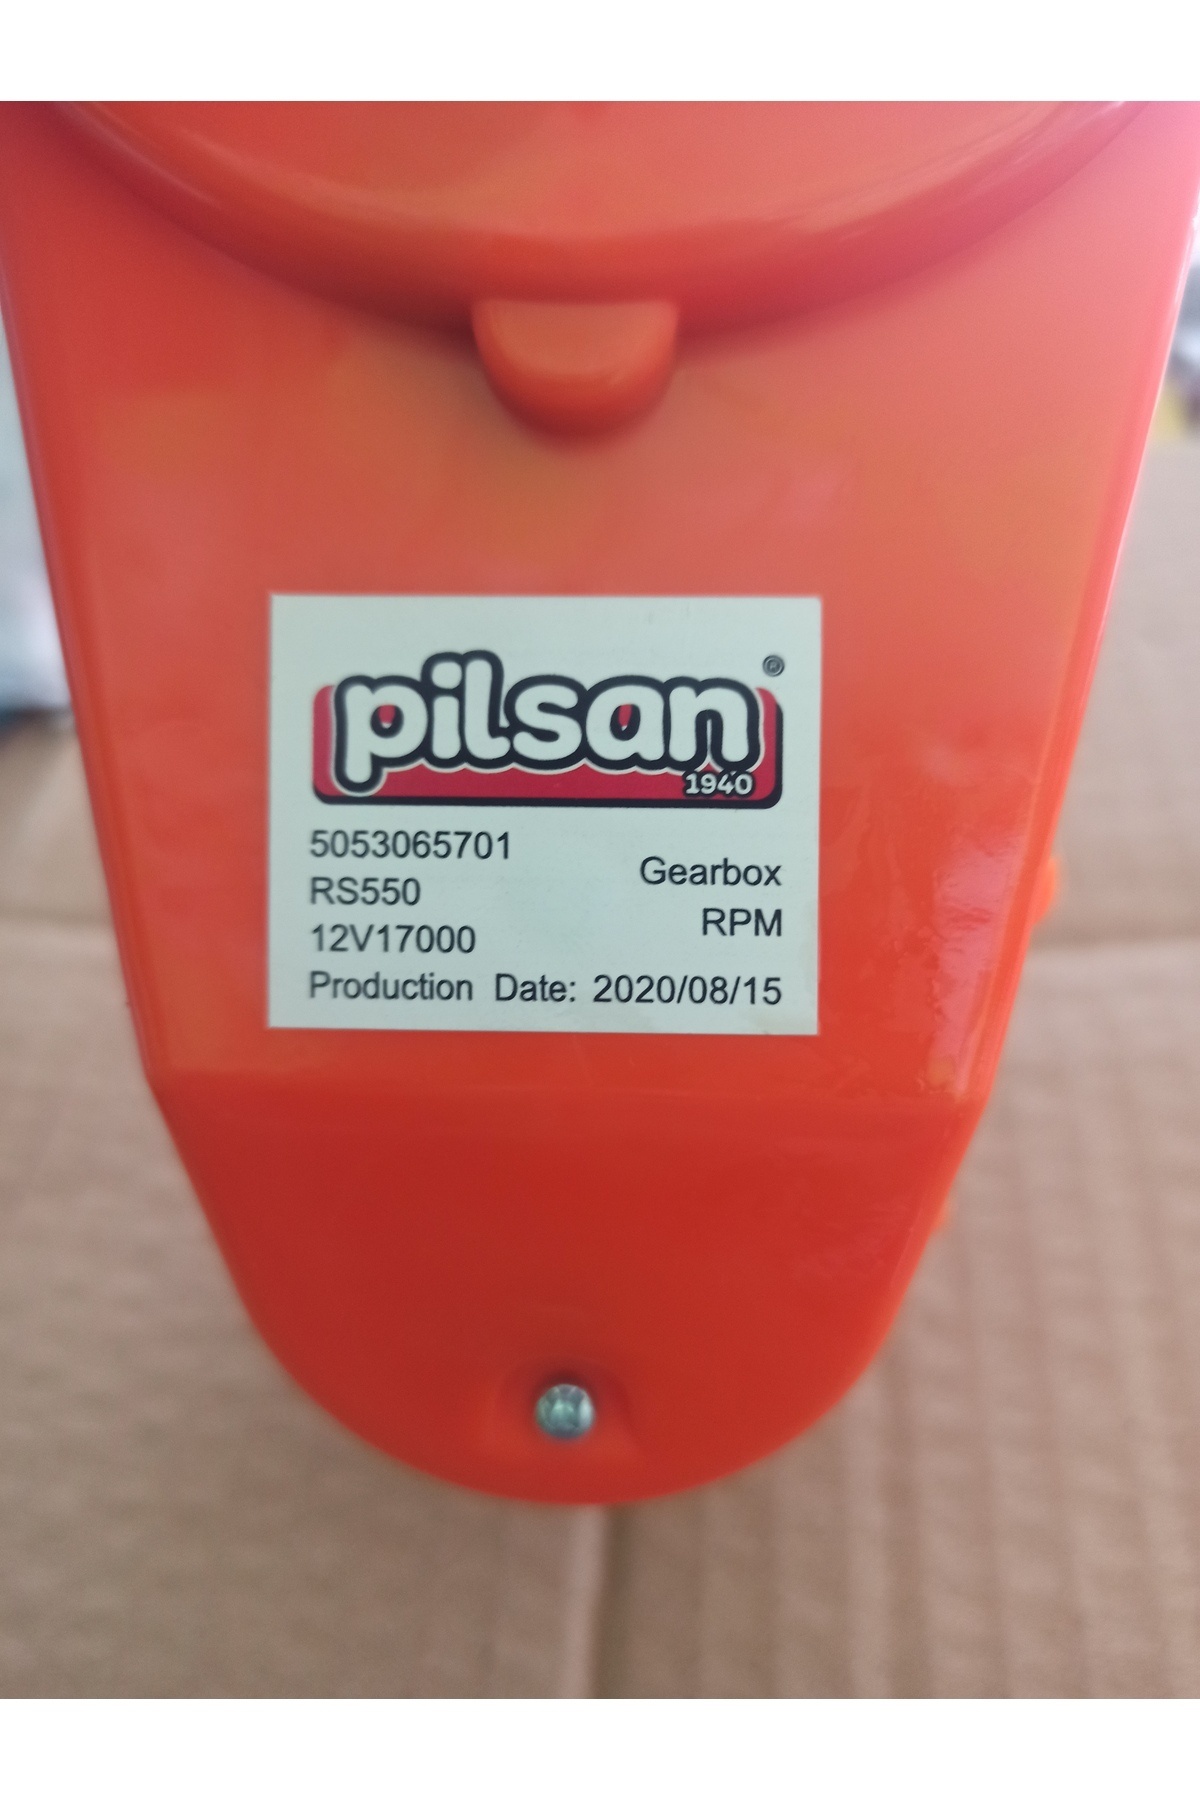 pilsan ®
1940
5053065701
Gearbox
RS550
RPM
12V17000
Production Date: 2020/08/15